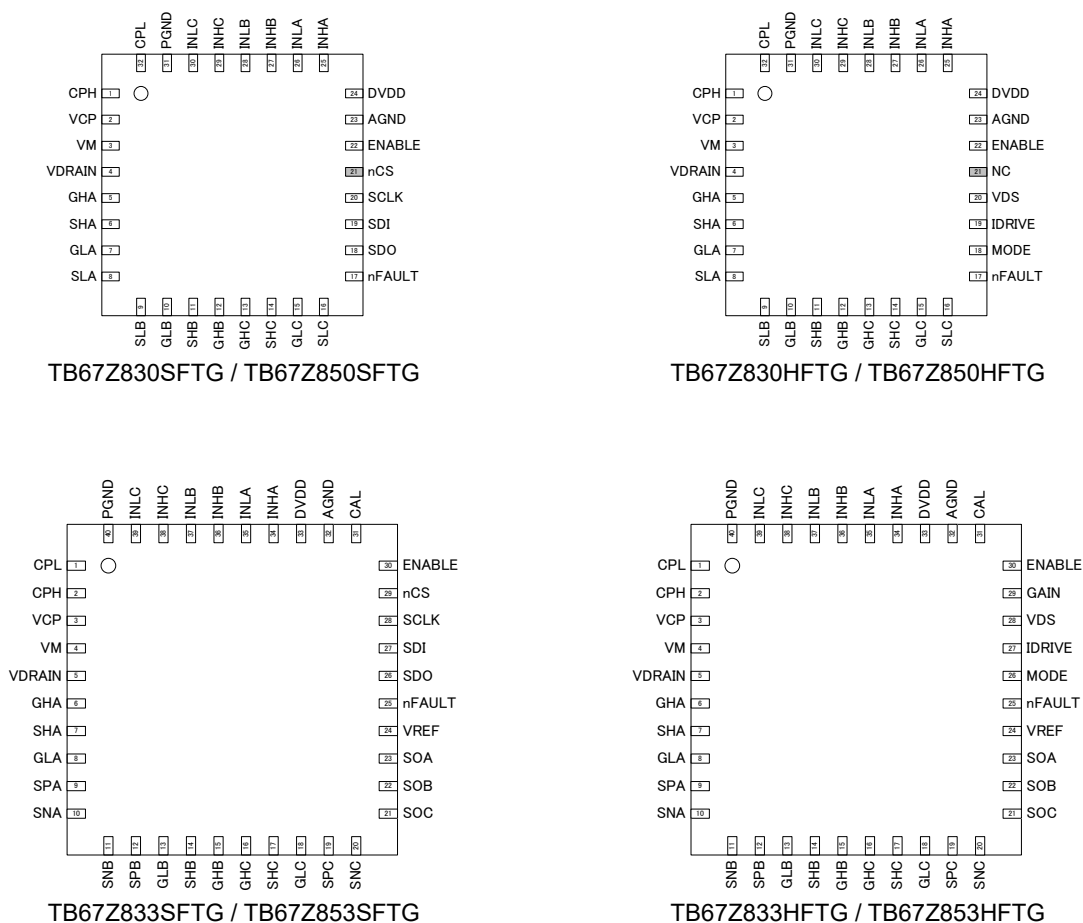 CPL PGND INLC INHC INLB INHB INLA INHA
32 31 30 29 28 27 26 25
CPH 1 24 DVDD
VCP 2 23 AGND
VM 3 22 ENABLE
VDRAIN 4 21 nCS
GHA 5 20 SCLK
SHA 6 19 SDI
GLA 7 18 SDO
SLA 8 17 nFAULT
9 10 11 12 13 14 15 16
SLB GLB SHB GHB GHC SHC GLC SLC
TB67Z830SFTG / TB67Z850SFTG
CPL PGND INLC INHC INLB INHB INLA INHA
32 31 30 29 28 27 26 25
CPH 1 24 DVDD
VCP 2 23 AGND
VM 3 22 ENABLE
VDRAIN 4 21 NC
GHA 5 20 VDS
SHA 6 19 IDRIVE
GLA 7 18 MODE
SLA 8 17 nFAULT
9 10 11 12 13 14 15 16
SLB GLB SHB GHB GHC SHC GLC SLC
TB67Z830HFTG / TB67Z850HFTG
PGND INLC INHC INLB INHB INLA INHA DVDD AGND CAL
40 39 38 37 36 35 34 33 32 31
CPL 1 30 ENABLE
CPH 2 29 nCS
VCP 3 28 SCLK
VM 4 27 SDI
VDRAIN 5 26 SDO
GHA 6 25 nFAULT
SHA 7 24 VREF
GLA 8 23 SOA
SPA 9 22 SOB
SNA 10 21 SOC
11 12 13 14 15 16 17 18 19 20
SNB SPB GLB SHB GHB GHC SHC GLC SPC SNC
TB67Z833SFTG / TB67Z853SFTG
PGND INLC INHC INLB INHB INLA INHA DVDD AGND CAL
40 39 38 37 36 35 34 33 32 31
CPL 1 30 ENABLE
CPH 2 29 GAIN
VCP 3 28 VDS
VM 4 27 IDRIVE
VDRAIN 5 26 MODE
GHA 6 25 nFAULT
SHA 7 24 VREF
GLA 8 23 SOA
SPA 9 22 SOB
SNA 10 21 SOC
11 12 13 14 15 16 17 18 19 20
SNB SPB GLB SHB GHB GHC SHC GLC SPC SNC
TB67Z833HFTG / TB67Z853HFTG